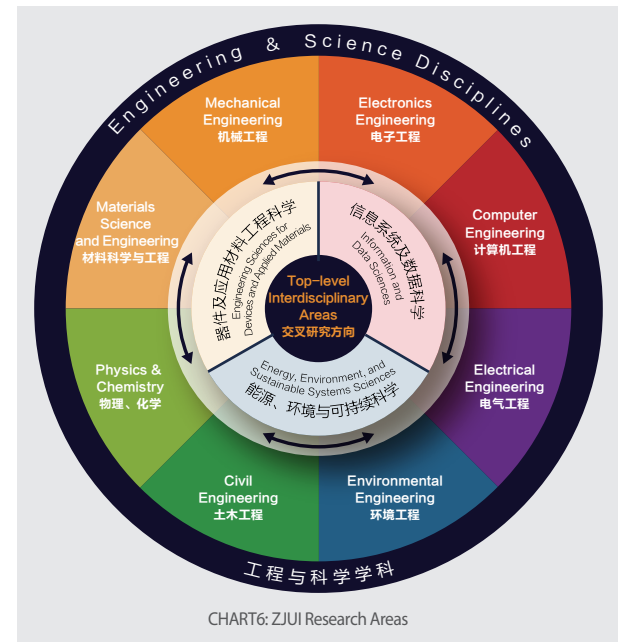 Engineering & Science Disciplines
Mechanical
Engineering
机械工程
Electronics
Engineering
电子工程
Materials
Science
and Engineering
材料科学与工程
Computer
Engineering
计算机工程
器件及应用材料工程科学
Engineering Sciences for
Devices and Applied Materials
信息系统及数据科学
Information and
Data Sciences
Top-level
Interdisciplinary
Areas
交叉研究方向
Energy, Environment, and
Sustainable Systems Sciences
能源、环境与可持续科学
Physics &
Chemistry
物理、化学
Electrical
Engineering
电气工程
Civil
Engineering
土木工程
Environmental
Engineering
环境工程
工程与科学学科
CHART6: ZJUI Research Areas